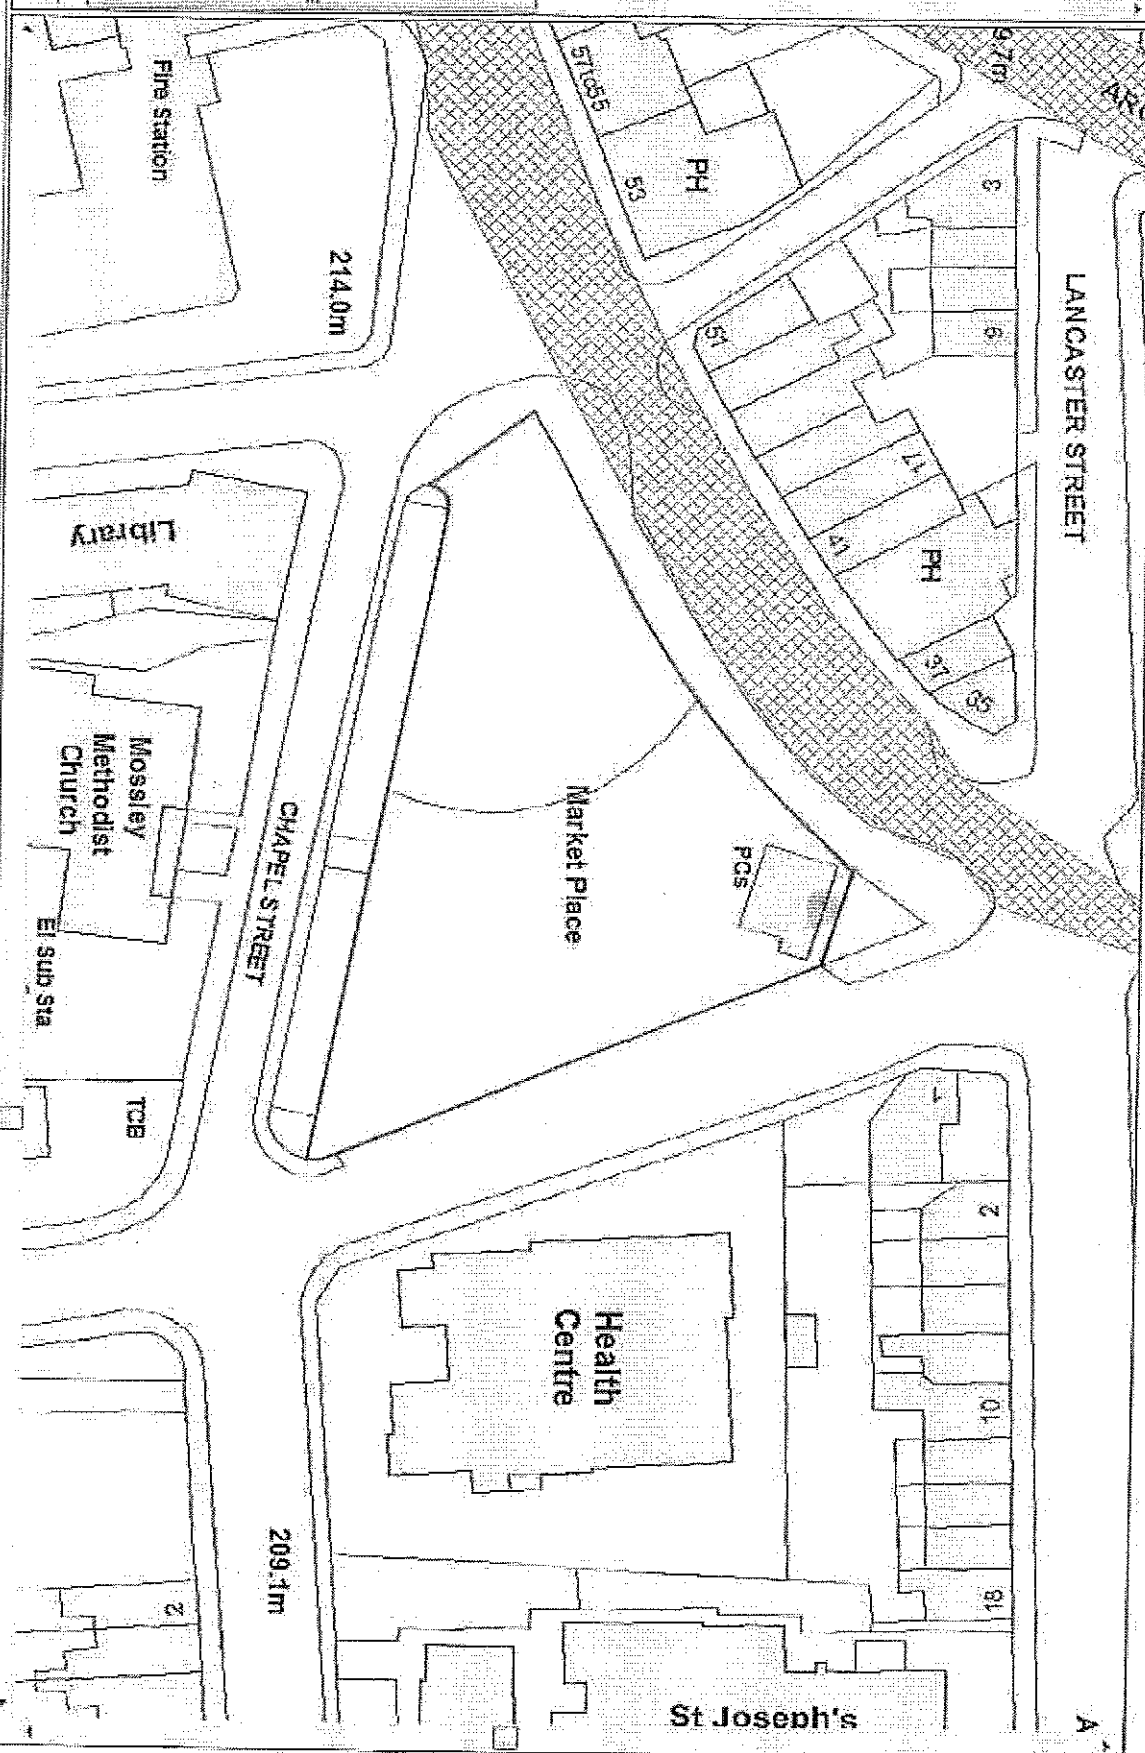 9.7m
57to55
PH
53
Fire Station
3
9
LANCASTER STREET
214.0m
51
17
41
PH
37
35
Library
Mossley
Methodist
Church
CHAPEL STREET
Market Place
PCs
El Sub Sta
TCB
1
2
10
18
Health
Centre
209.1m
2
St Joseph's
A